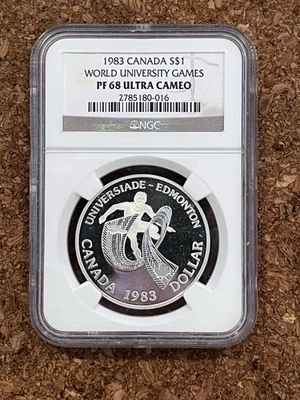 1983 CANADA S$1
WORLD UNIVERSITY GAMES
PF 68 ULTRA CAMEO
2785180-016
NGC
UNIVERSIADE - EDMONTON
CANADA 1983 DOLLAR